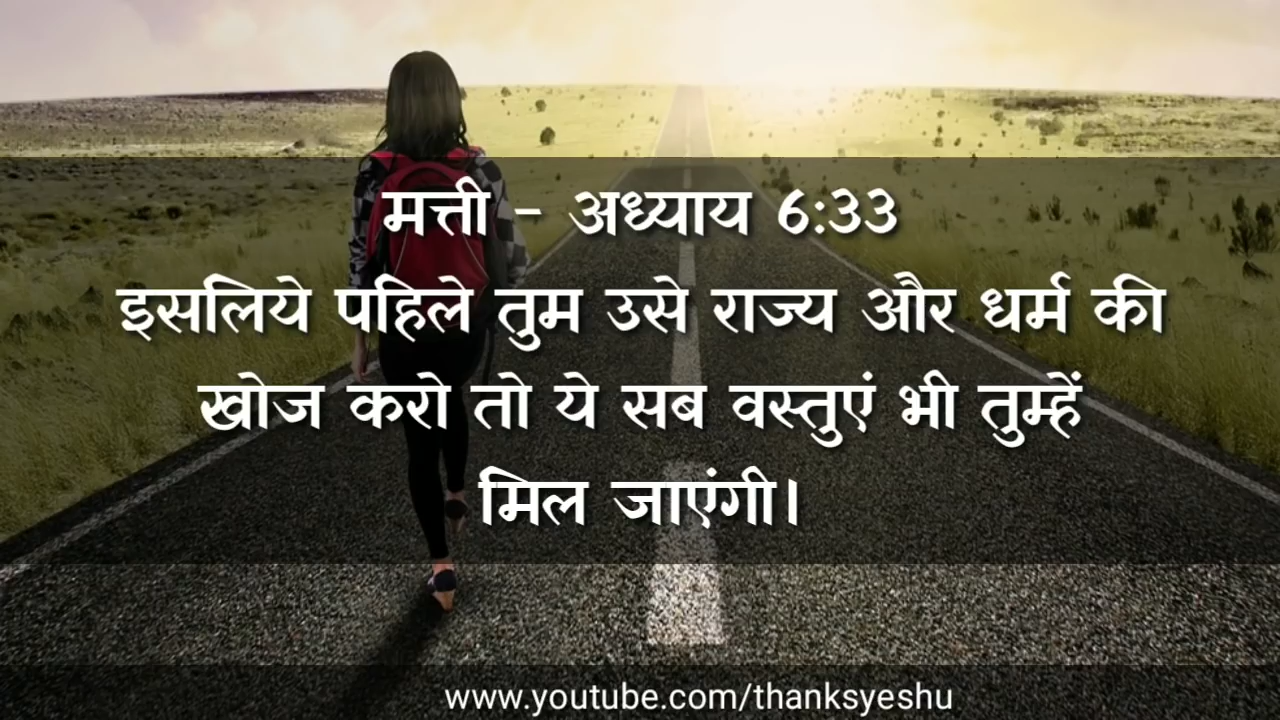 मत्ती - अध्याय 6:33
इसलिये पहिले तुम उसे राज्य और धर्म की
खोज करो तो ये सब वस्तुएं भी तुम्हें
मिल जाएंगी।
www.youtube.com/thanksyeshu